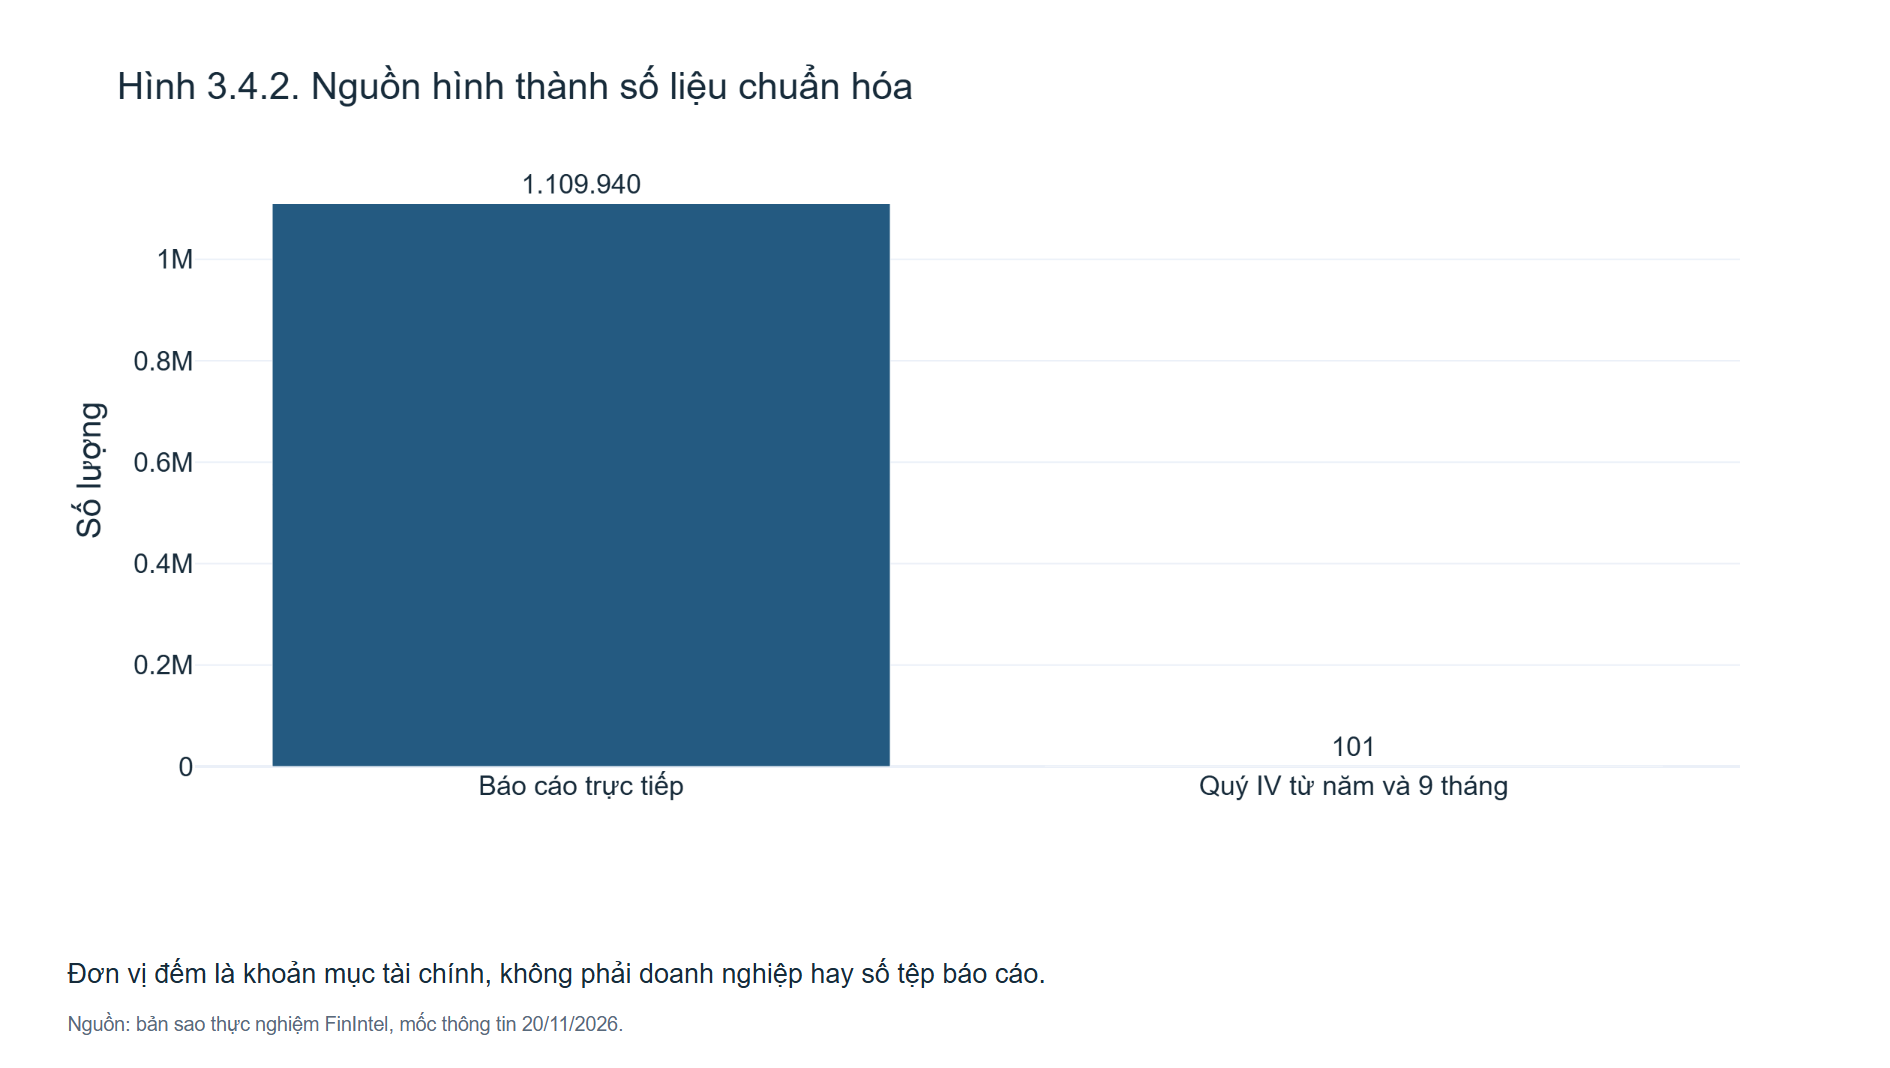 Hình 3.4.2. Nguồn hình thành số liệu chuẩn hóa
1.109.940
1M
0.8M
0.6M
0.4M
0.2M
0
Số lượng
101
Báo cáo trực tiếp
Quý IV từ năm và 9 tháng
Đơn vị đếm là khoản mục tài chính, không phải doanh nghiệp hay số tệp báo cáo.
Nguồn: bản sao thực nghiệm FinIntel, mốc thông tin 20/11/2026.